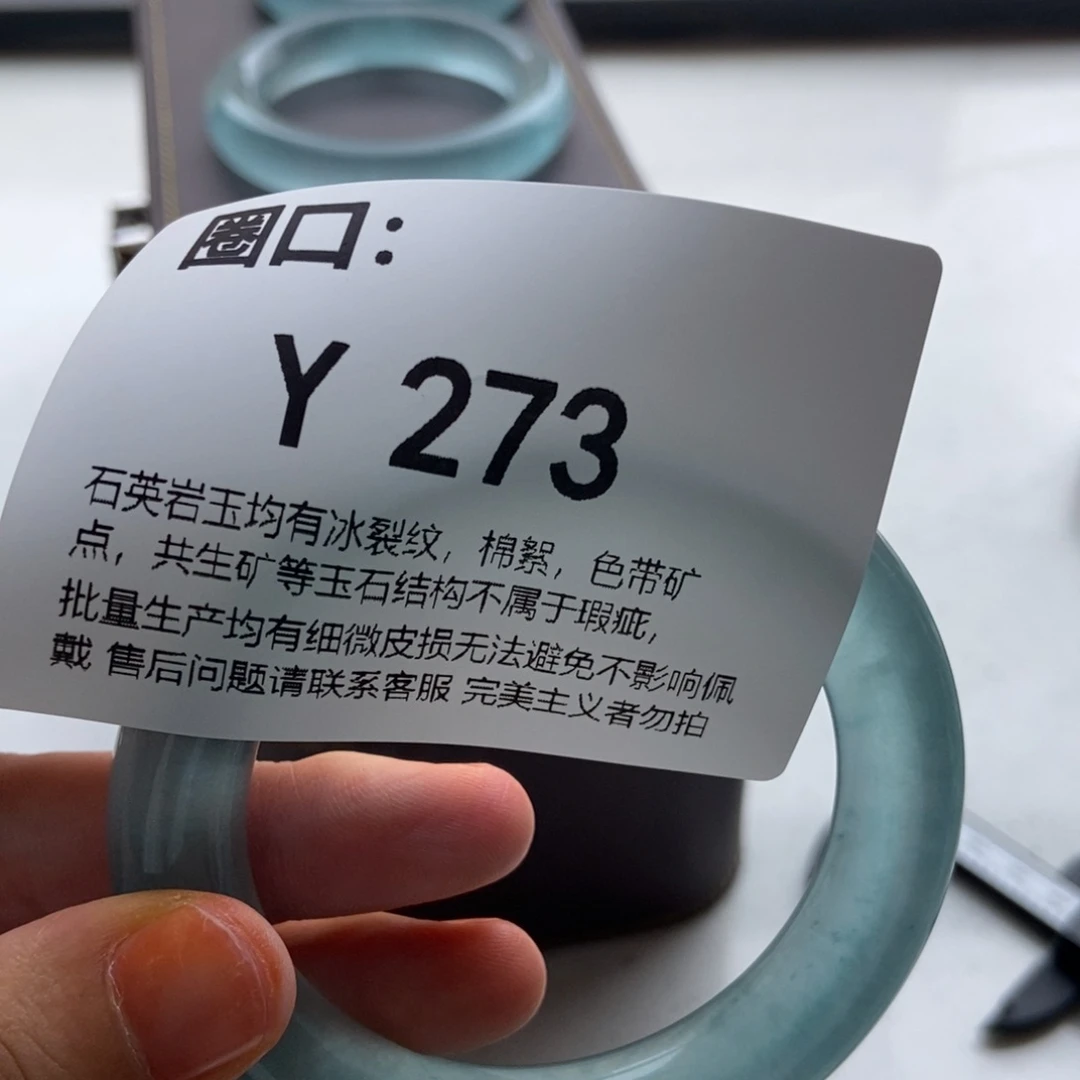 圈口：
Y 273
石英岩玉均有冰裂纹，棉絮，色带矿
点，共生矿等玉石结构不属于瑕疵，
批量生产均有细微皮损无法避免不影响佩
戴 售后问题请联系客服 完美主义者勿拍